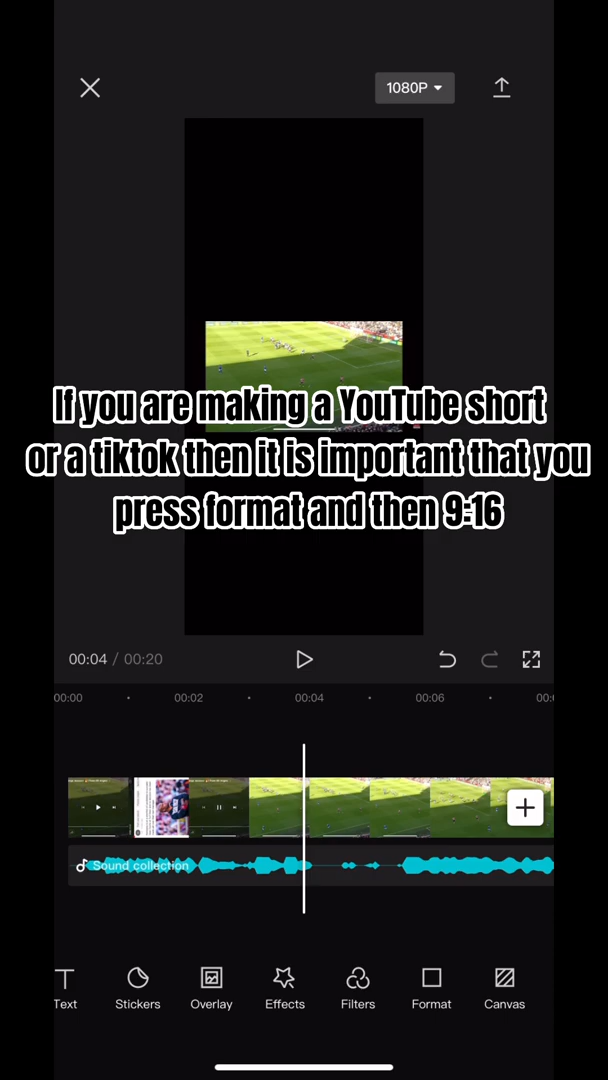 1080P
If you are making a YouTube short
or a tiktok then it is important that you
press format and then 9:16
00:04 / 00:20
00:00 00:02 00:04 00:06
Sound collection
Text Stickers Overlay Effects Filters Format Canvas